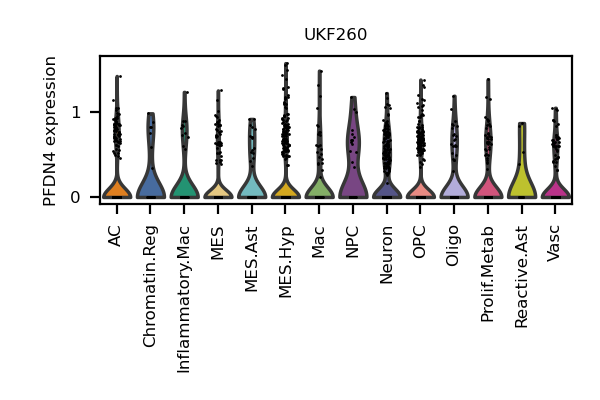 UKF260
PFDN4 expression
1
0
AC
Chromatin.Reg
Inflammatory.Mac
MES
MES.Ast
MES.Hyp
Mac
NPC
Neuron
OPC
Oligo
Prolif.Metab
Reactive.Ast
Vasc